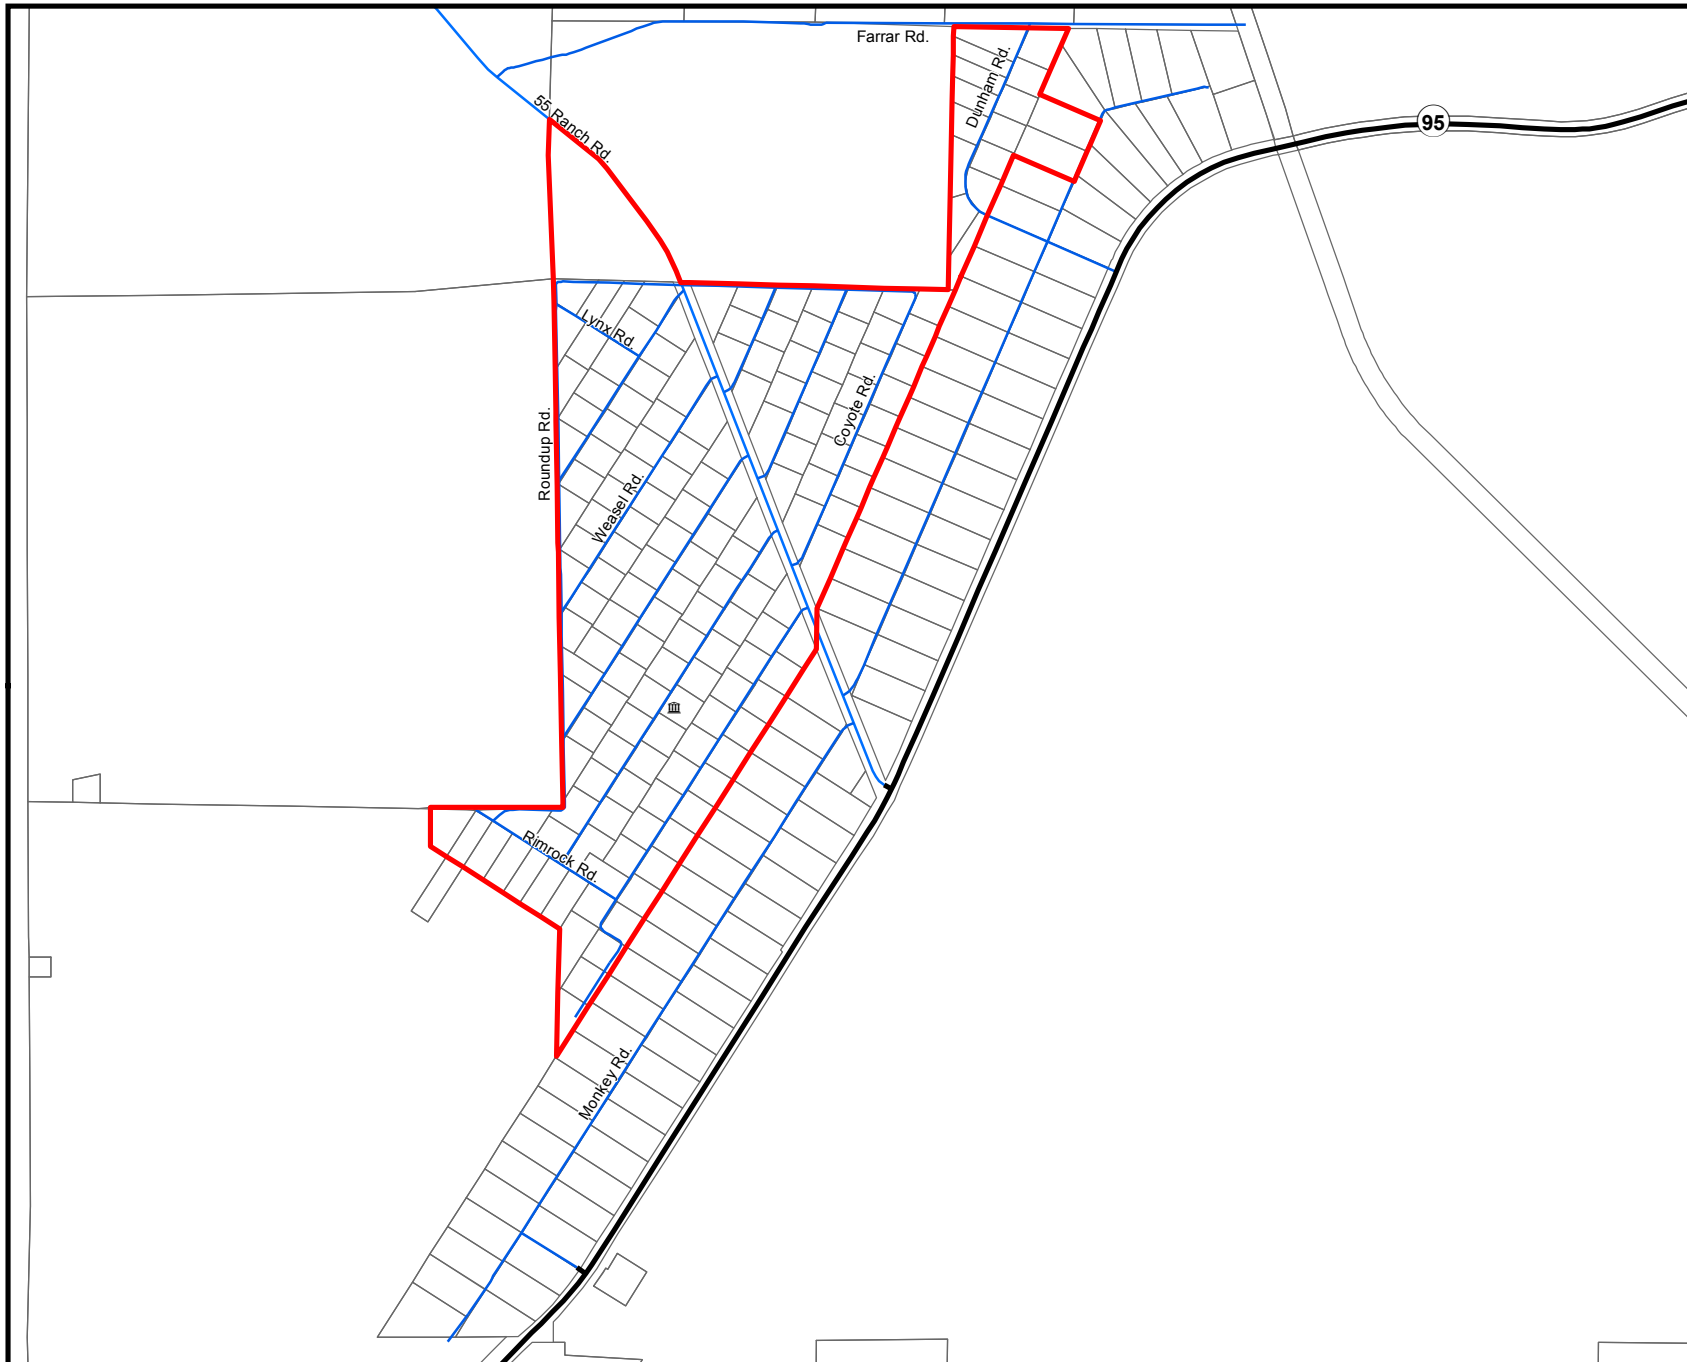 Farrar Rd.
Dunham Rd.
55 Ranch Rd.
95
Lynx Rd.
Coyote Rd.
Roundup Rd.
Weasel Rd.
Rimrock Rd.
Monkey Rd.